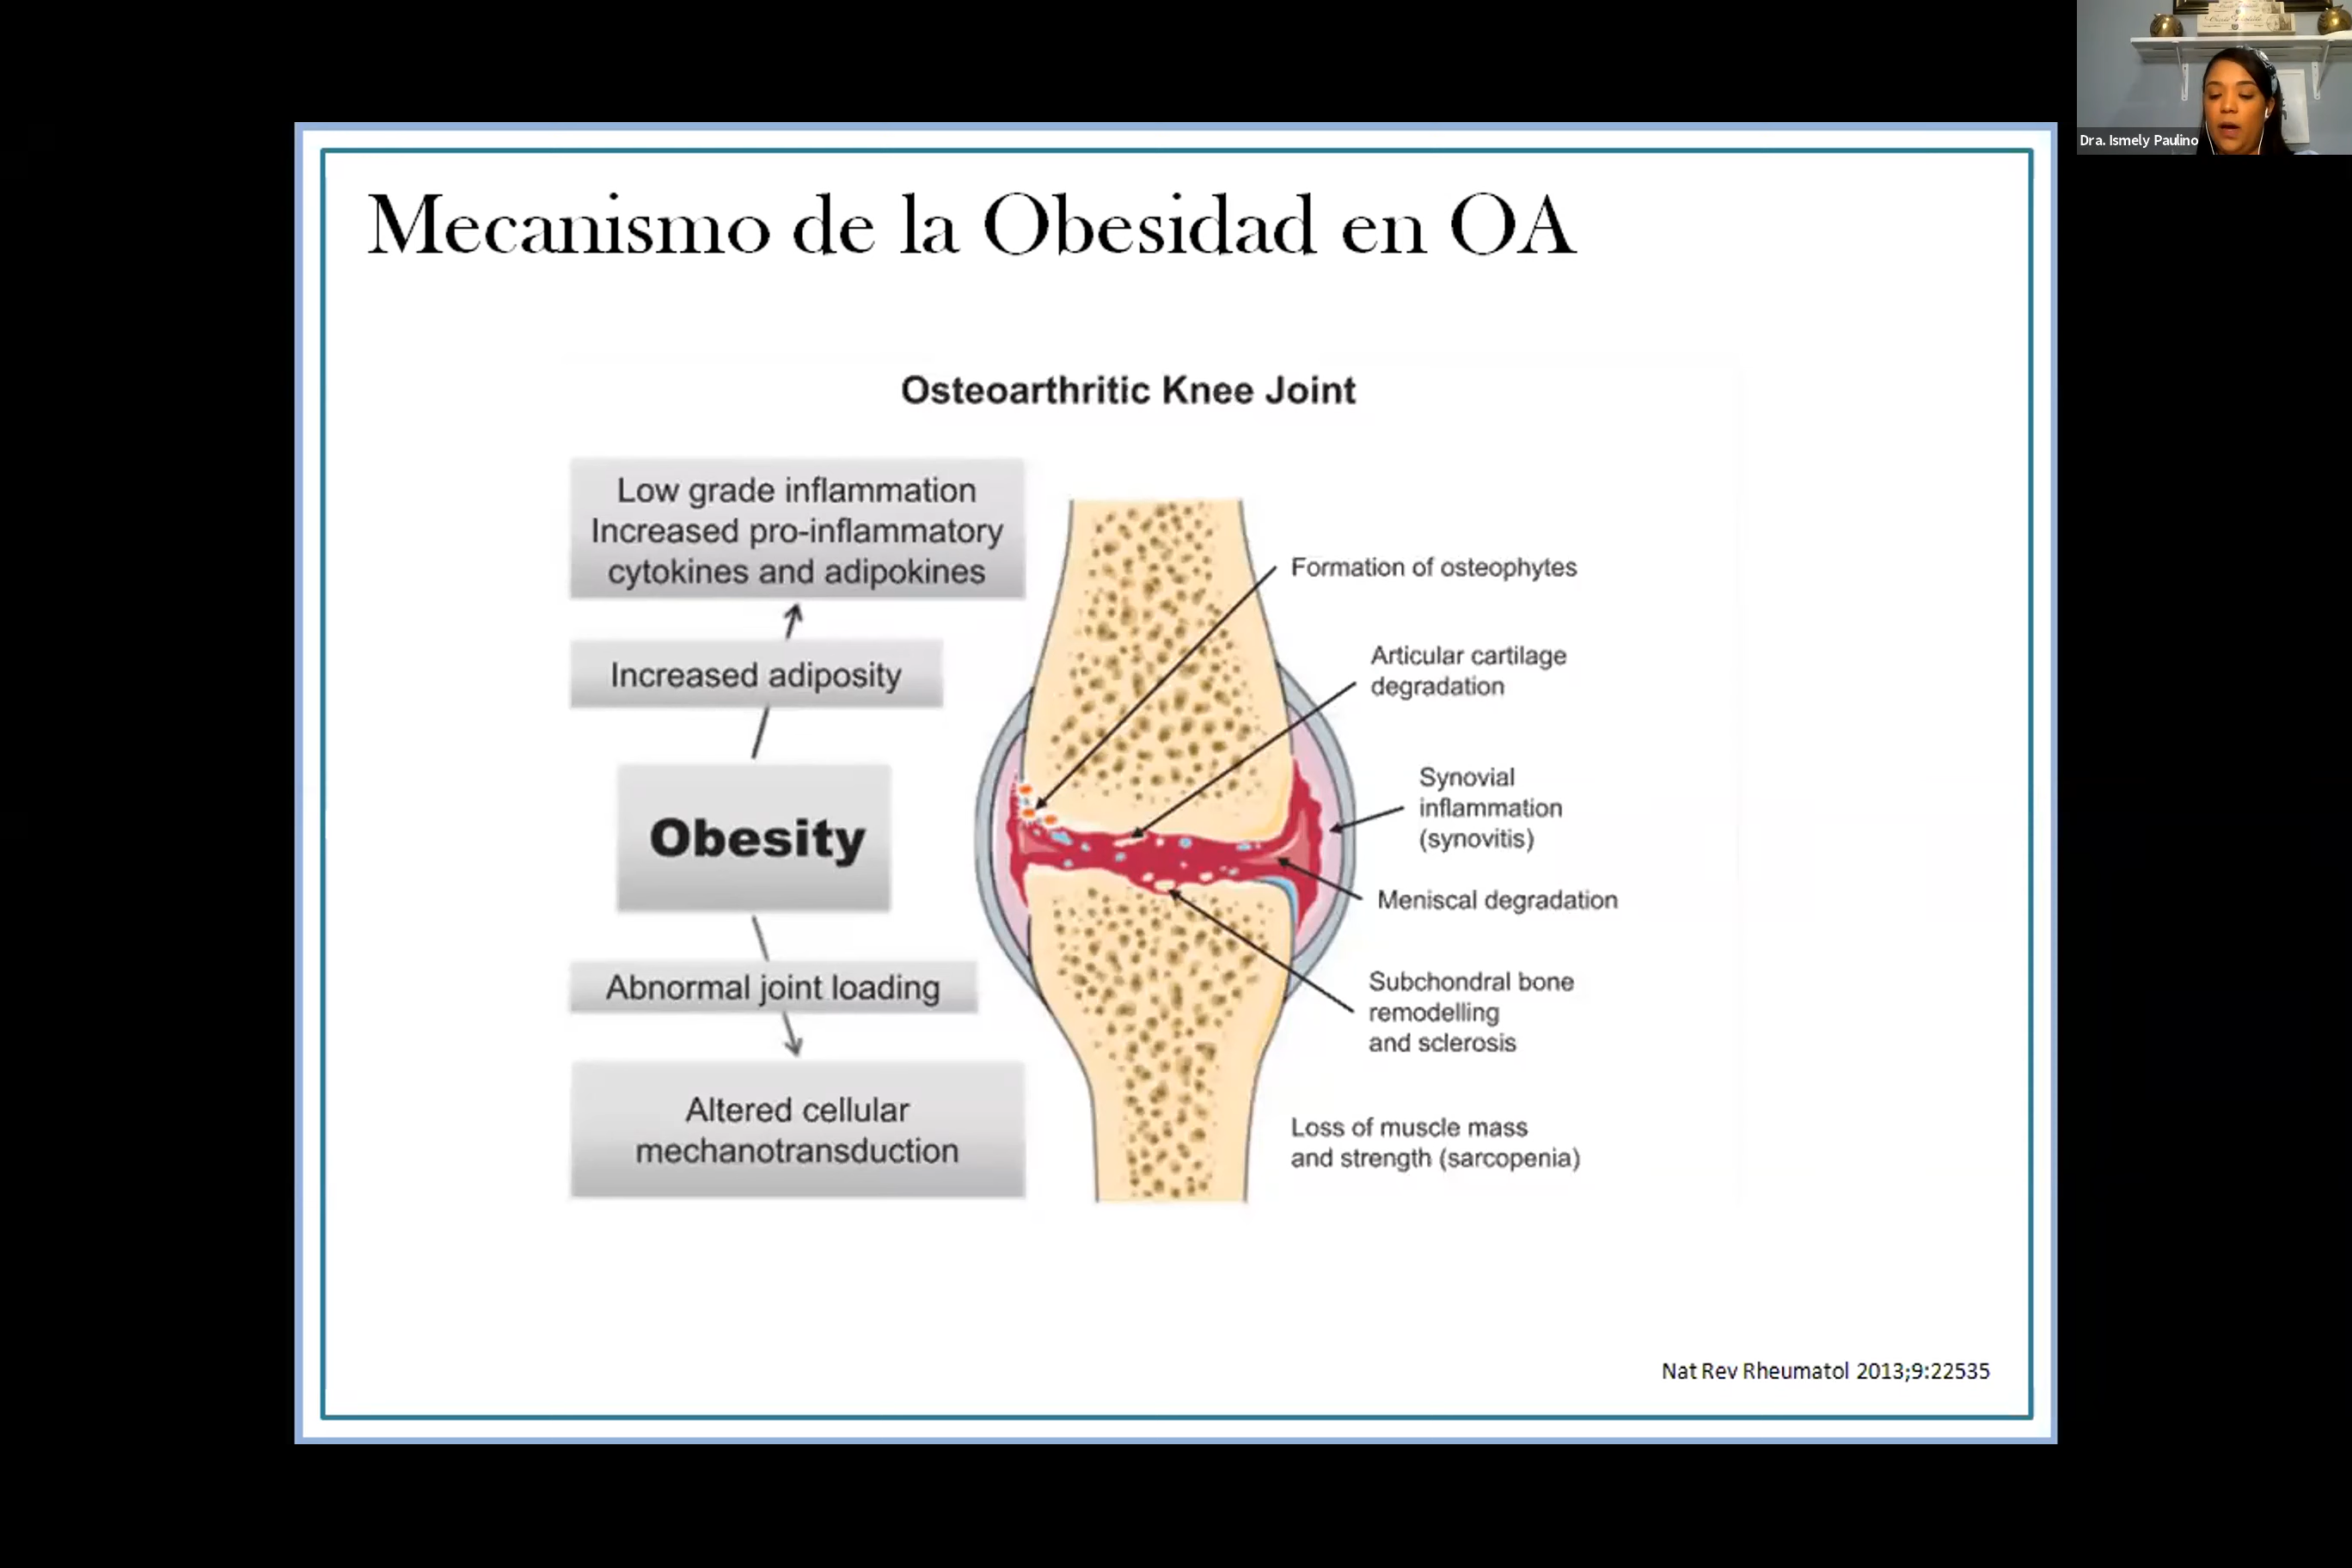 Dra. Ismely Paulino
Mecanismo de la Obesidad en OA
Osteoarthritic Knee Joint
Low grade inflammation
Increased pro-inflammatory
cytokines and adipokines
Increased adiposity
Obesity
Abnormal joint loading
Altered cellular
mechanotransduction
Formation of osteophytes
Articular cartilage
degradation
Synovial
inflammation
(synovitis)
Meniscal degradation
Subchondral bone
remodelling
and sclerosis
Loss of muscle mass
and strength (sarcopenia)
Nat Rev Rheumatol 2013;9:22535